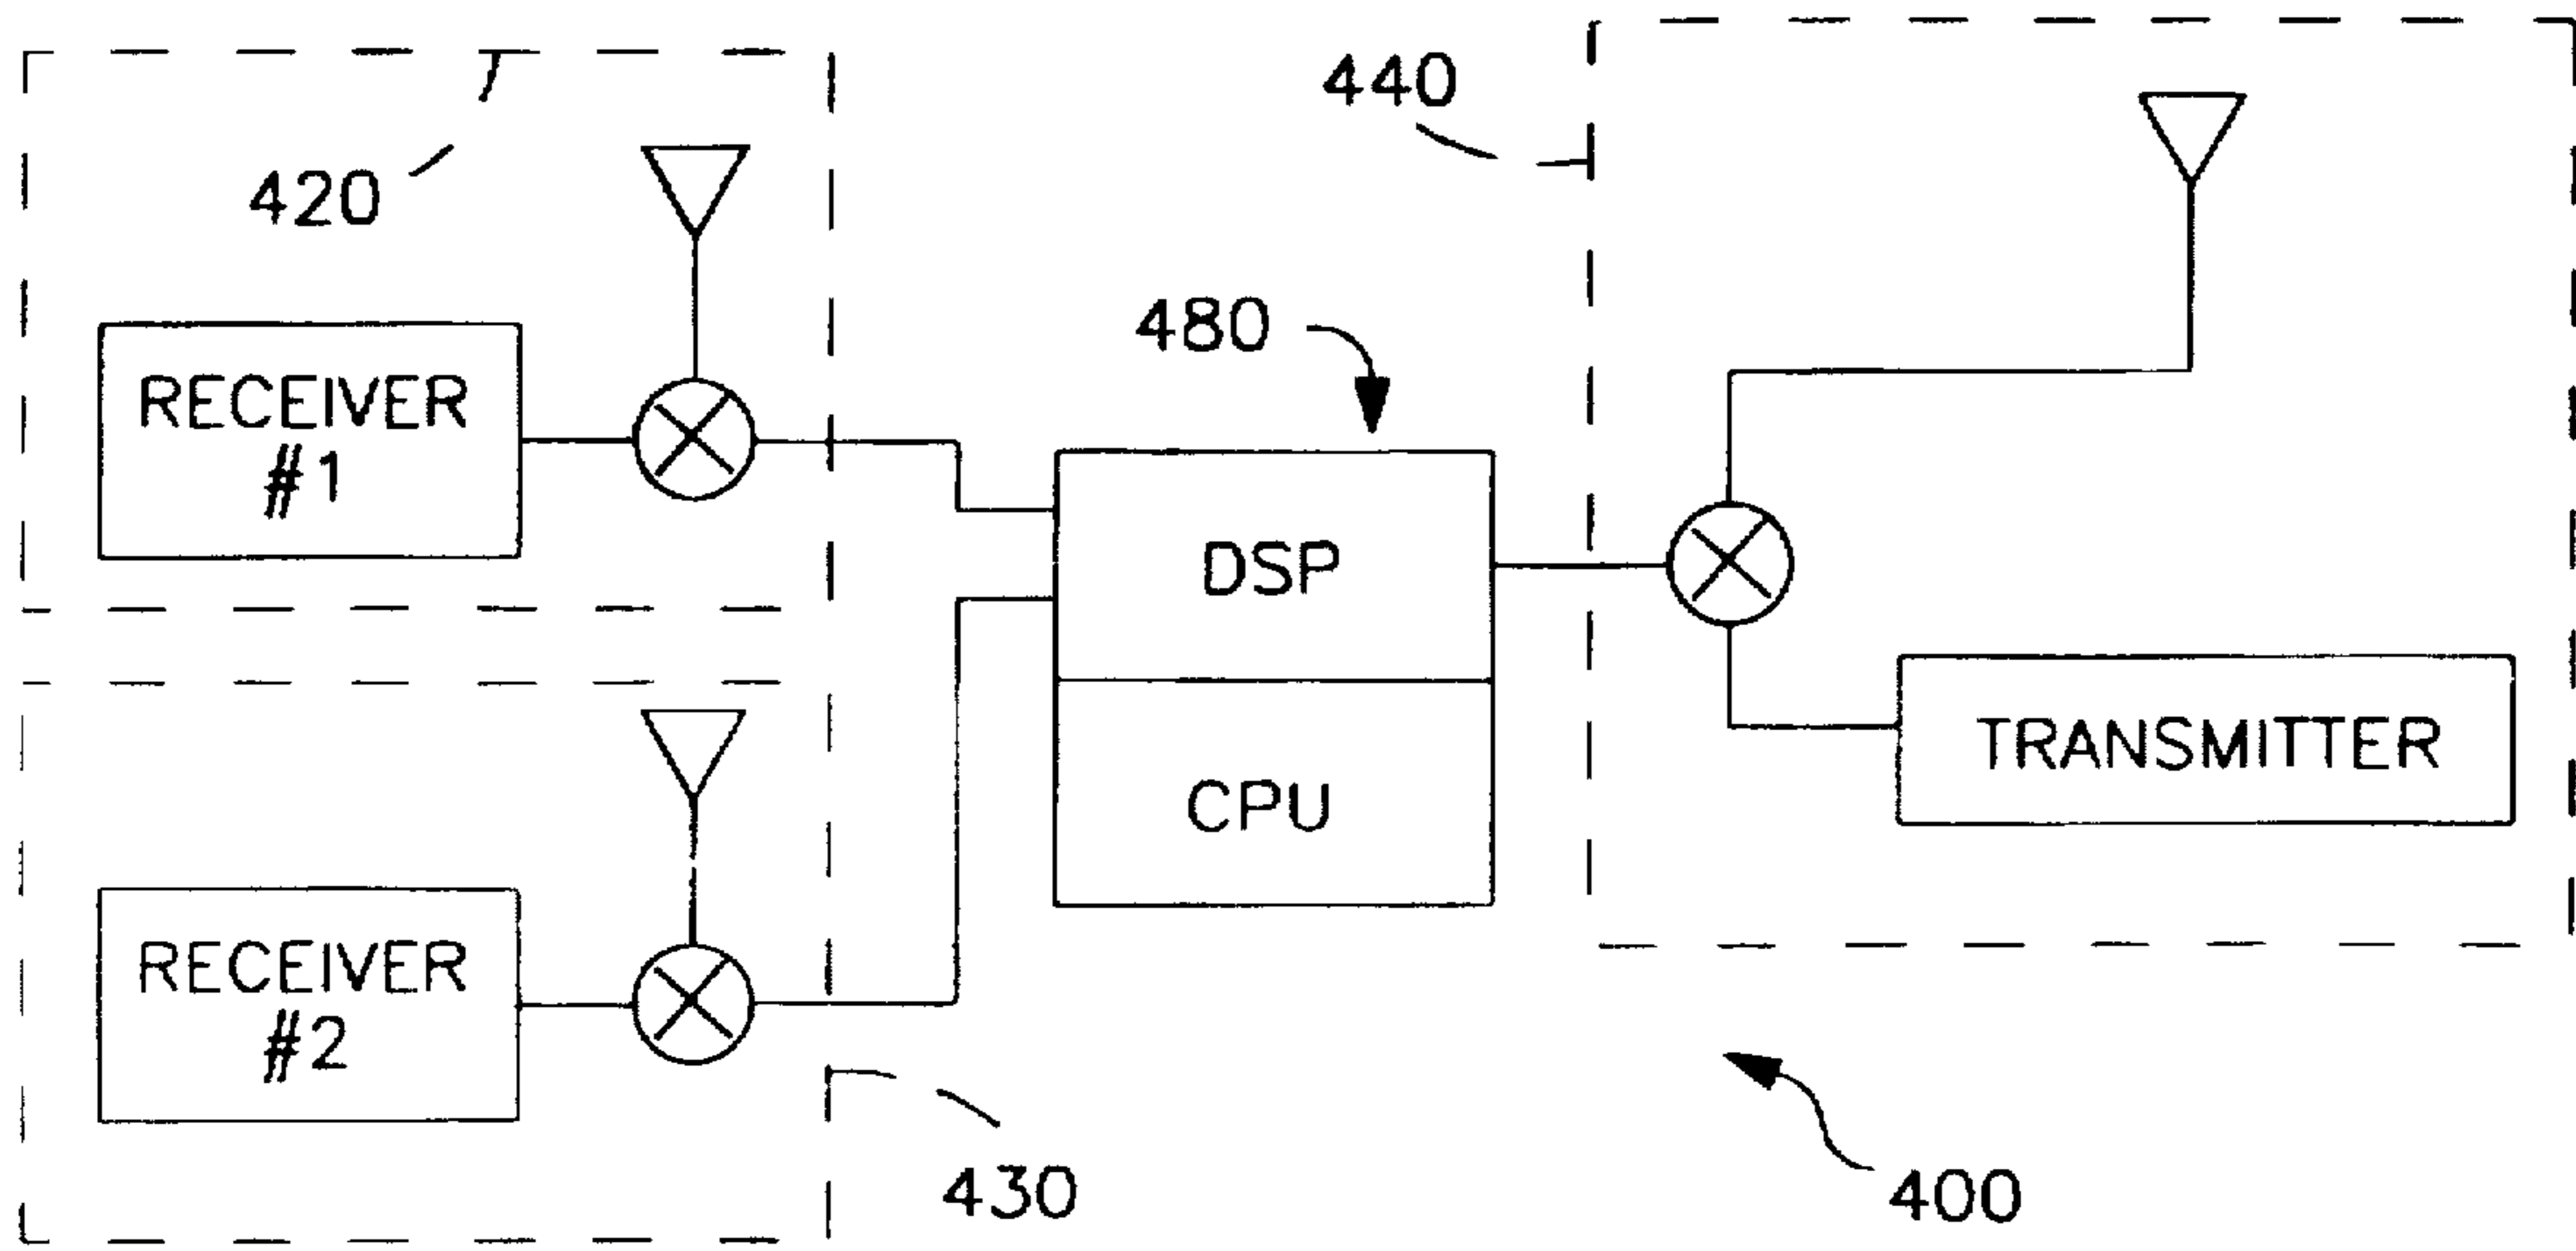 440
420
480
RECEIVER
#1
DSP
TRANSMITTER
CPU
RECEIVER
#2
430
400